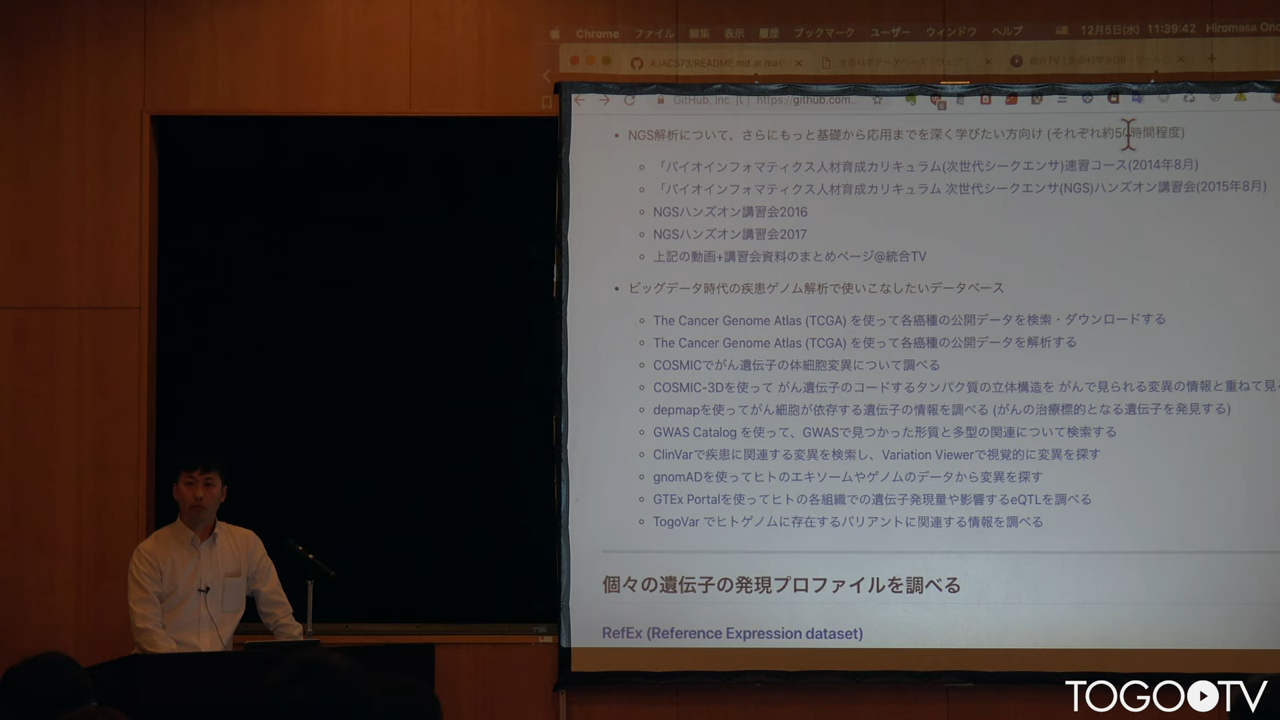 Chrome ファイル 編集 表示 履歴 ブックマーク ユーザー ウィンドウ ヘルプ 12月5日(水) 11:39:42 Hiromasa Ono
AJACS73/README.md at mas
GitHub, Inc. https://github.com...
• NGS解析について、さらにもっと基礎から応用までを深く学びたい方向け (それぞれ約50時間程度)
「バイオインフォマティクス人材育成カリキュラム(次世代シークエンサ)速習コース(2014年8月)
「バイオインフォマティクス人材育成カリキュラム 次世代シークエンサ(NGS)ハンズオン講習会(2015年8月)
NGSハンズオン講習会2016
NGSハンズオン講習会2017
上記の動画+講習会資料のまとめページ@統合TV
• ビッグデータ時代の疾患ゲノム解析で使いこなしたいデータベース
The Cancer Genome Atlas (TCGA) を使って各癌種の公開データを検索・ダウンロードする
The Cancer Genome Atlas (TCGA) を使って各癌種の公開データを解析する
COSMICでがん遺伝子の体細胞変異について調べる
COSMIC-3Dを使って がん遺伝子のコードするタンパク質の立体構造を がんで見られる変異の情報と重ねて見
depmapを使ってがん細胞が依存する遺伝子の情報を調べる (がんの治療標的となる遺伝子を発見する)
GWAS Catalog を使って、GWASで見つかった形質と多型の関連について検索する
ClinVarで疾患に関連する変異を検索し、Variation Viewerで視覚的に変異を探す
gnomADを使ってヒトのエキソームやゲノムのデータから変異を探す
GTEx Portalを使ってヒトの各組織での遺伝子発現量や影響するeQTLを調べる
TogoVar でヒトゲノムに存在するバリアントに関連する情報を調べる
個々の遺伝子の発現プロファイルを調べる
RefEx (Reference Expression dataset)
TOGO TV